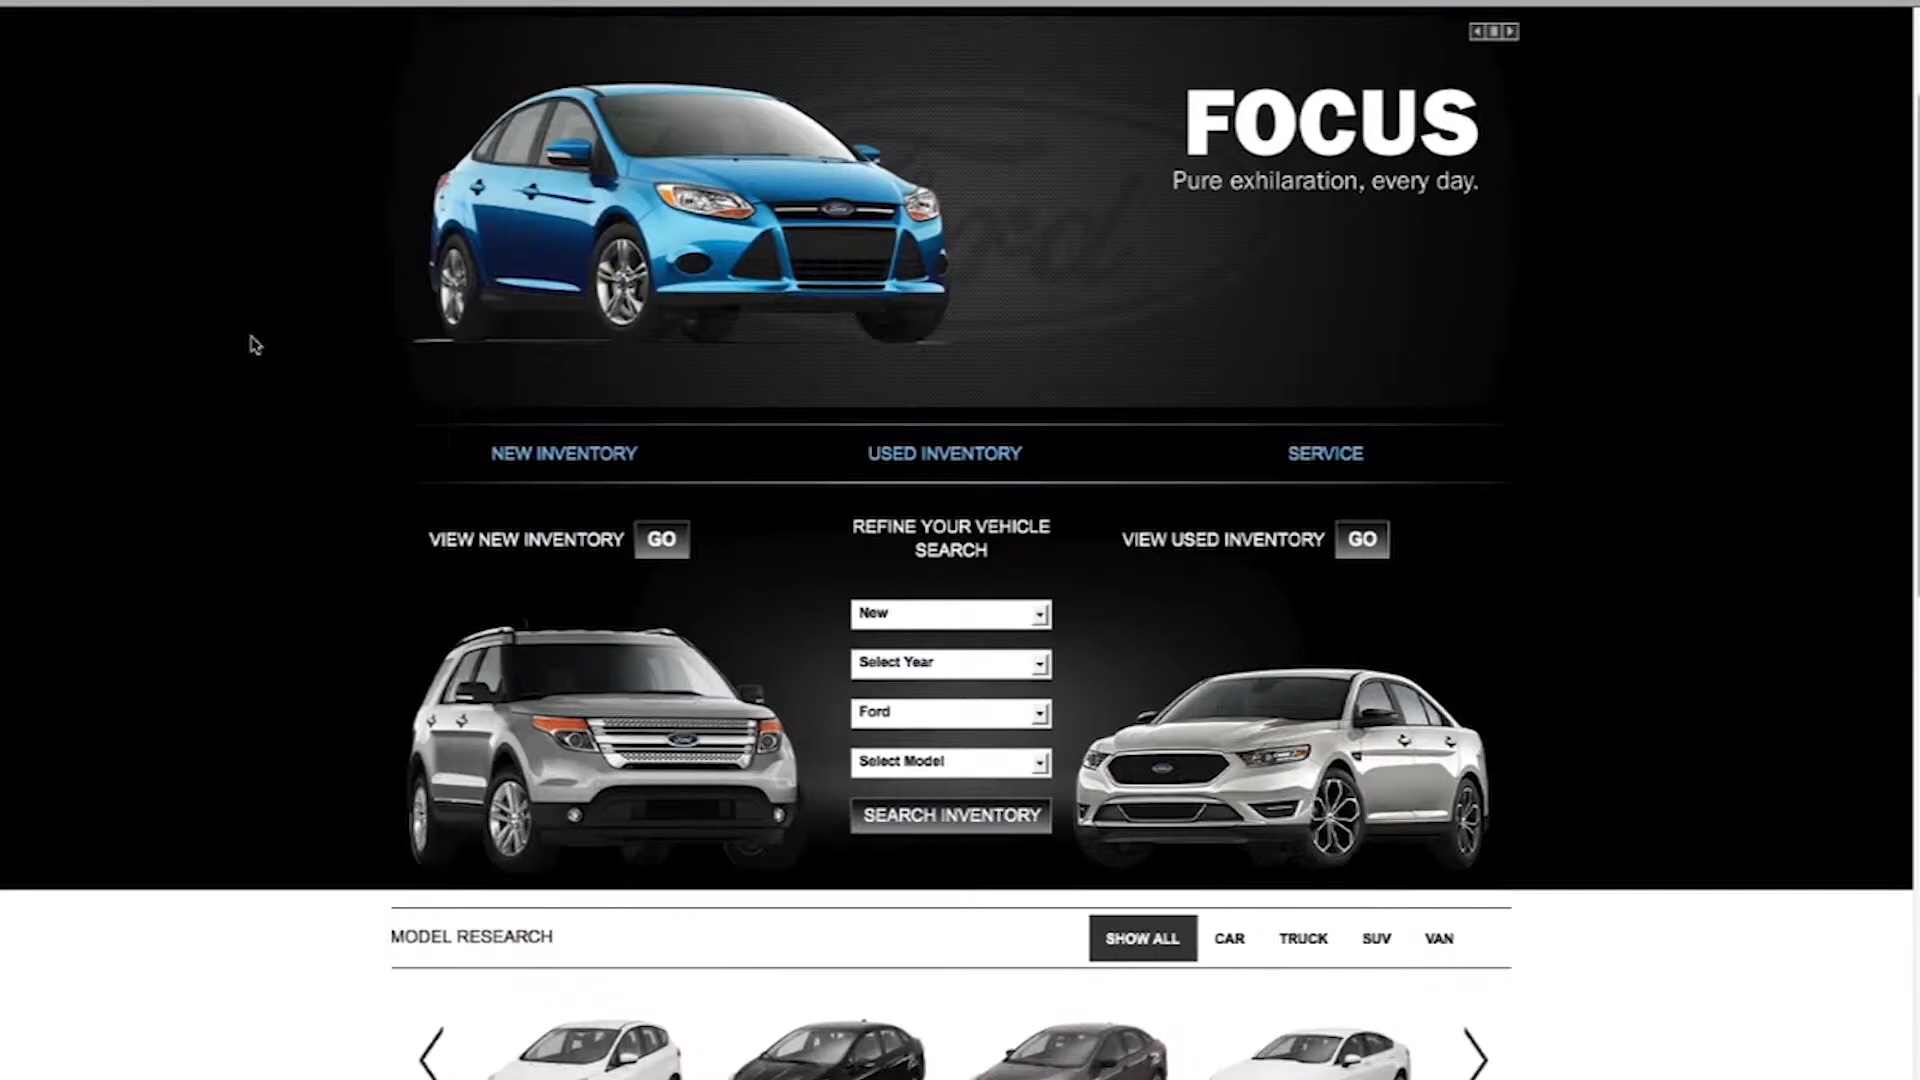 FOCUS
Pure exhilaration, every day.
NEW INVENTORY
USED INVENTORY
SERVICE
VIEW NEW INVENTORY GO
REFINE YOUR VEHICLE
SEARCH
VIEW USED INVENTORY GO
New
Select Year
Ford
Select Model
SEARCH INVENTORY
MODEL RESEARCH
SHOW ALL
CAR
TRUCK
SUV
VAN